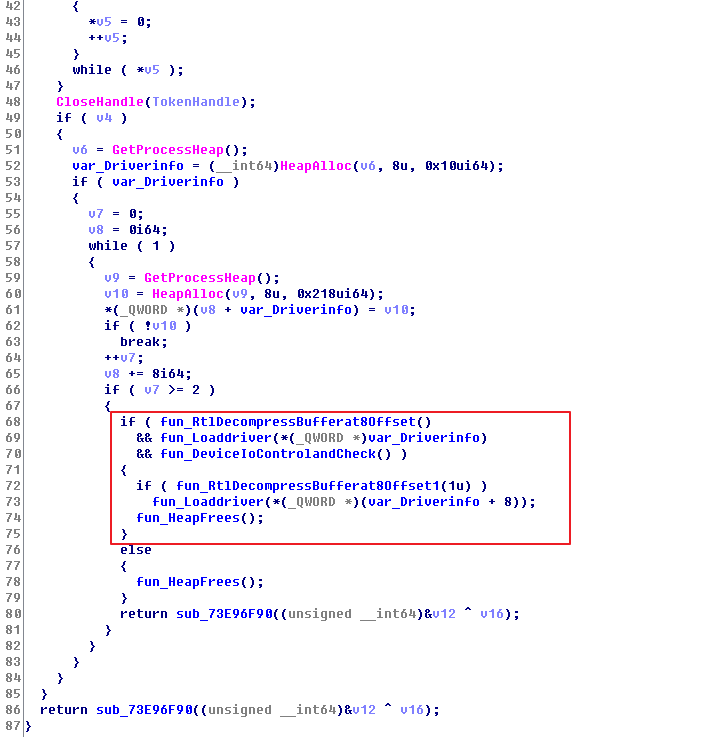 42 {
43 *v5 = 0;
44 ++v5;
45 }
46 while ( *v5 );
47 }
48 CloseHandle(TokenHandle);
49 if ( v4 )
50 {
51 v6 = GetProcessHeap();
52 var_Driverinfo = (__int64)HeapAlloc(v6, 8u, 0x10ui64);
53 if ( var_Driverinfo )
54 {
55 v7 = 0;
56 v8 = 0i64;
57 while ( 1 )
58 {
59 v9 = GetProcessHeap();
60 v10 = HeapAlloc(v9, 8u, 0x218ui64);
61 *(_QWORD *)(v8 + var_Driverinfo) = v10;
62 if ( !v10 )
63 break;
64 ++v7;
65 v8 += 8i64;
66 if ( v7 >= 2 )
67 {
68 if ( fun_RtlDecompressBufferat8Offset()
69 && fun_Loaddriver(*(_QWORD *)var_Driverinfo)
70 && fun_DeviceIoControlandCheck() )
71 {
72 if ( fun_RtlDecompressBufferat8Offset1(1u) )
73 fun_Loaddriver(*(_QWORD *)(var_Driverinfo + 8));
74 fun_HeapFrees();
75 }
76 else
77 {
78 fun_HeapFrees();
79 }
80 return sub_73E96F90((unsigned __int64)&v12 ^ v16);
81 }
82 }
83 }
84 }
85 }
86 return sub_73E96F90((unsigned __int64)&v12 ^ v16);
87 }